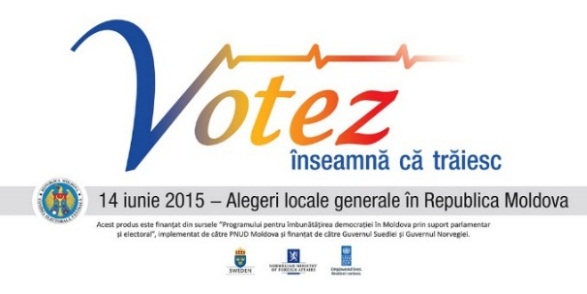 Votez
înseamnă că trăiesc
14 iunie 2015 – Alegeri locale generale în Republica Moldova
Acest produs este finanțat din sursele "Programului pentru îmbunătățirea democrației în Moldova prin suport parlamentar
și electoral", implementat de către PNUD Moldova și finanțat de către Guvernul Suediei și Guvernul Norvegiei.
SWEDEN
NORWEGIAN MINISTRY
OF FOREIGN AFFAIRS